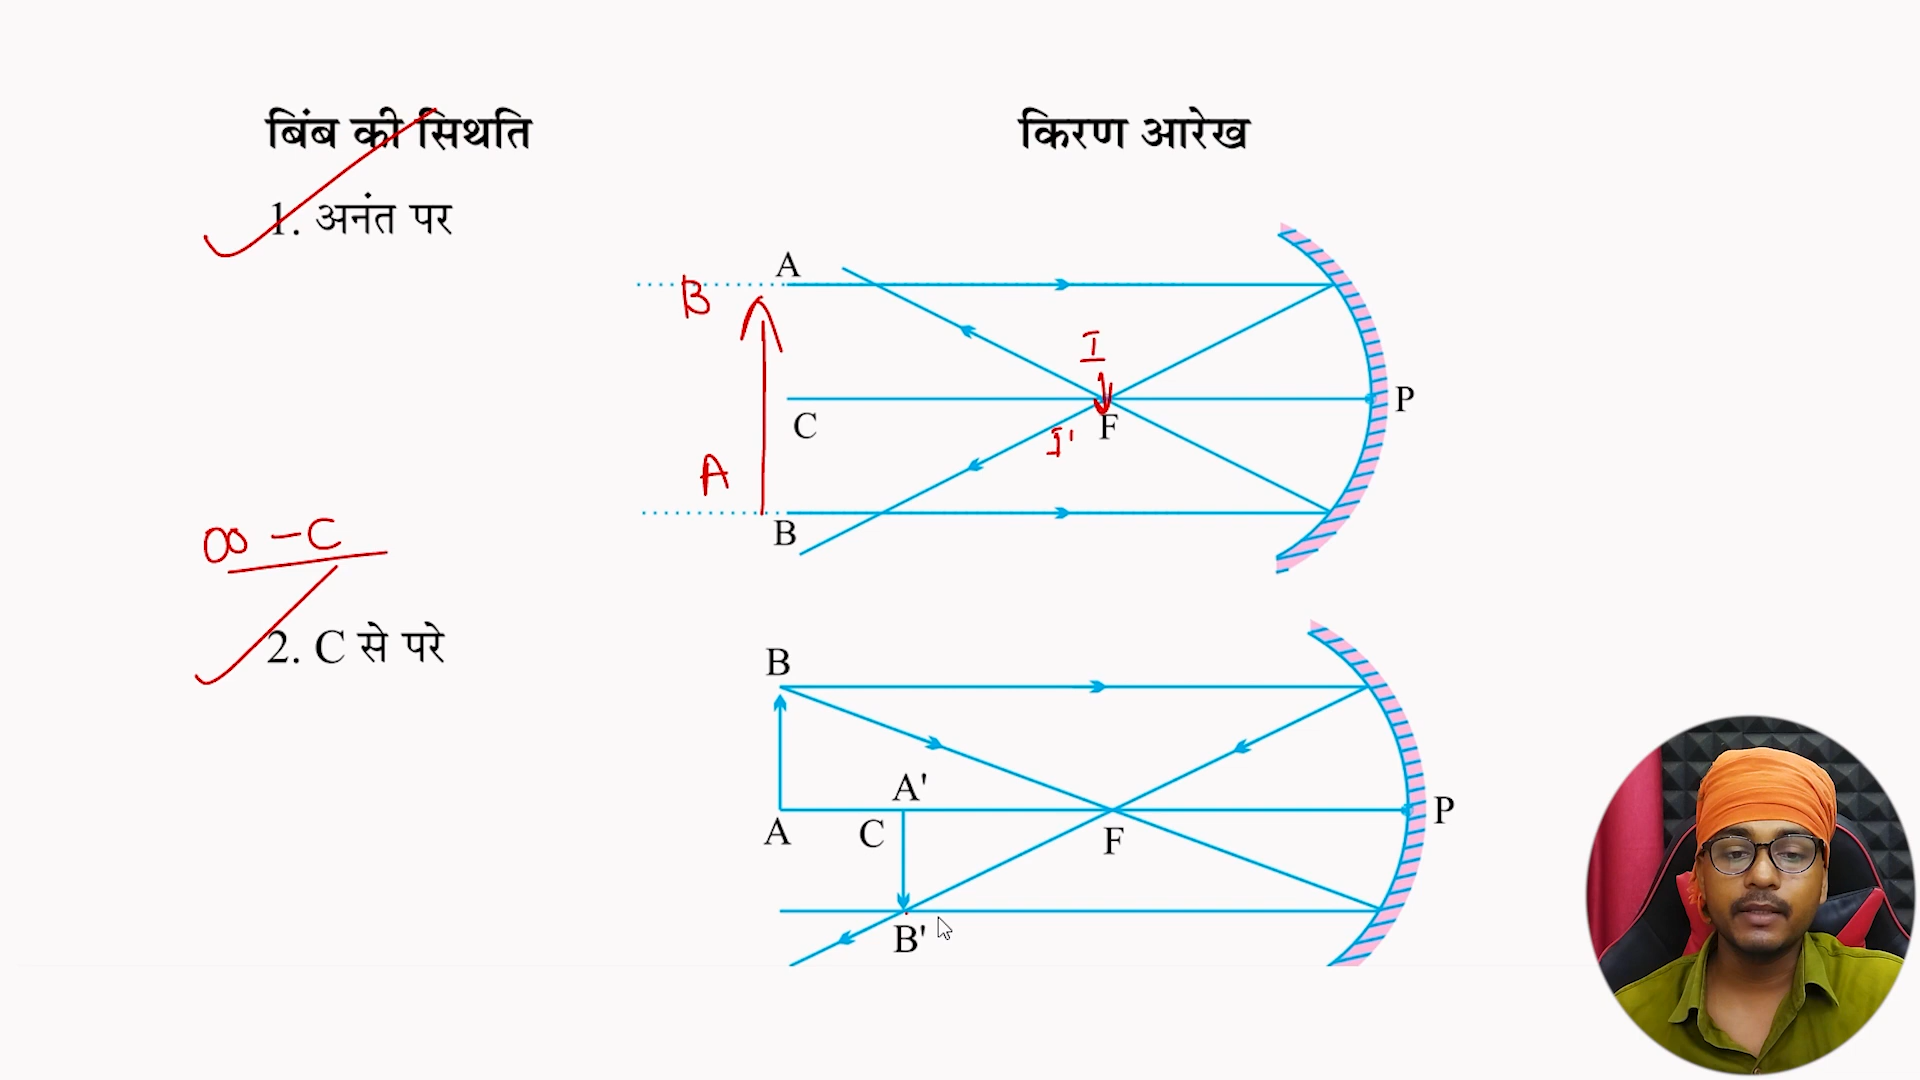 बिंब की सिथति
किरण आरेख
1. अनंत पर
A
B
I
P
C
F
I'
A
B
∞ - C
2. C से परे
B
A'
P
A
C
F
B'